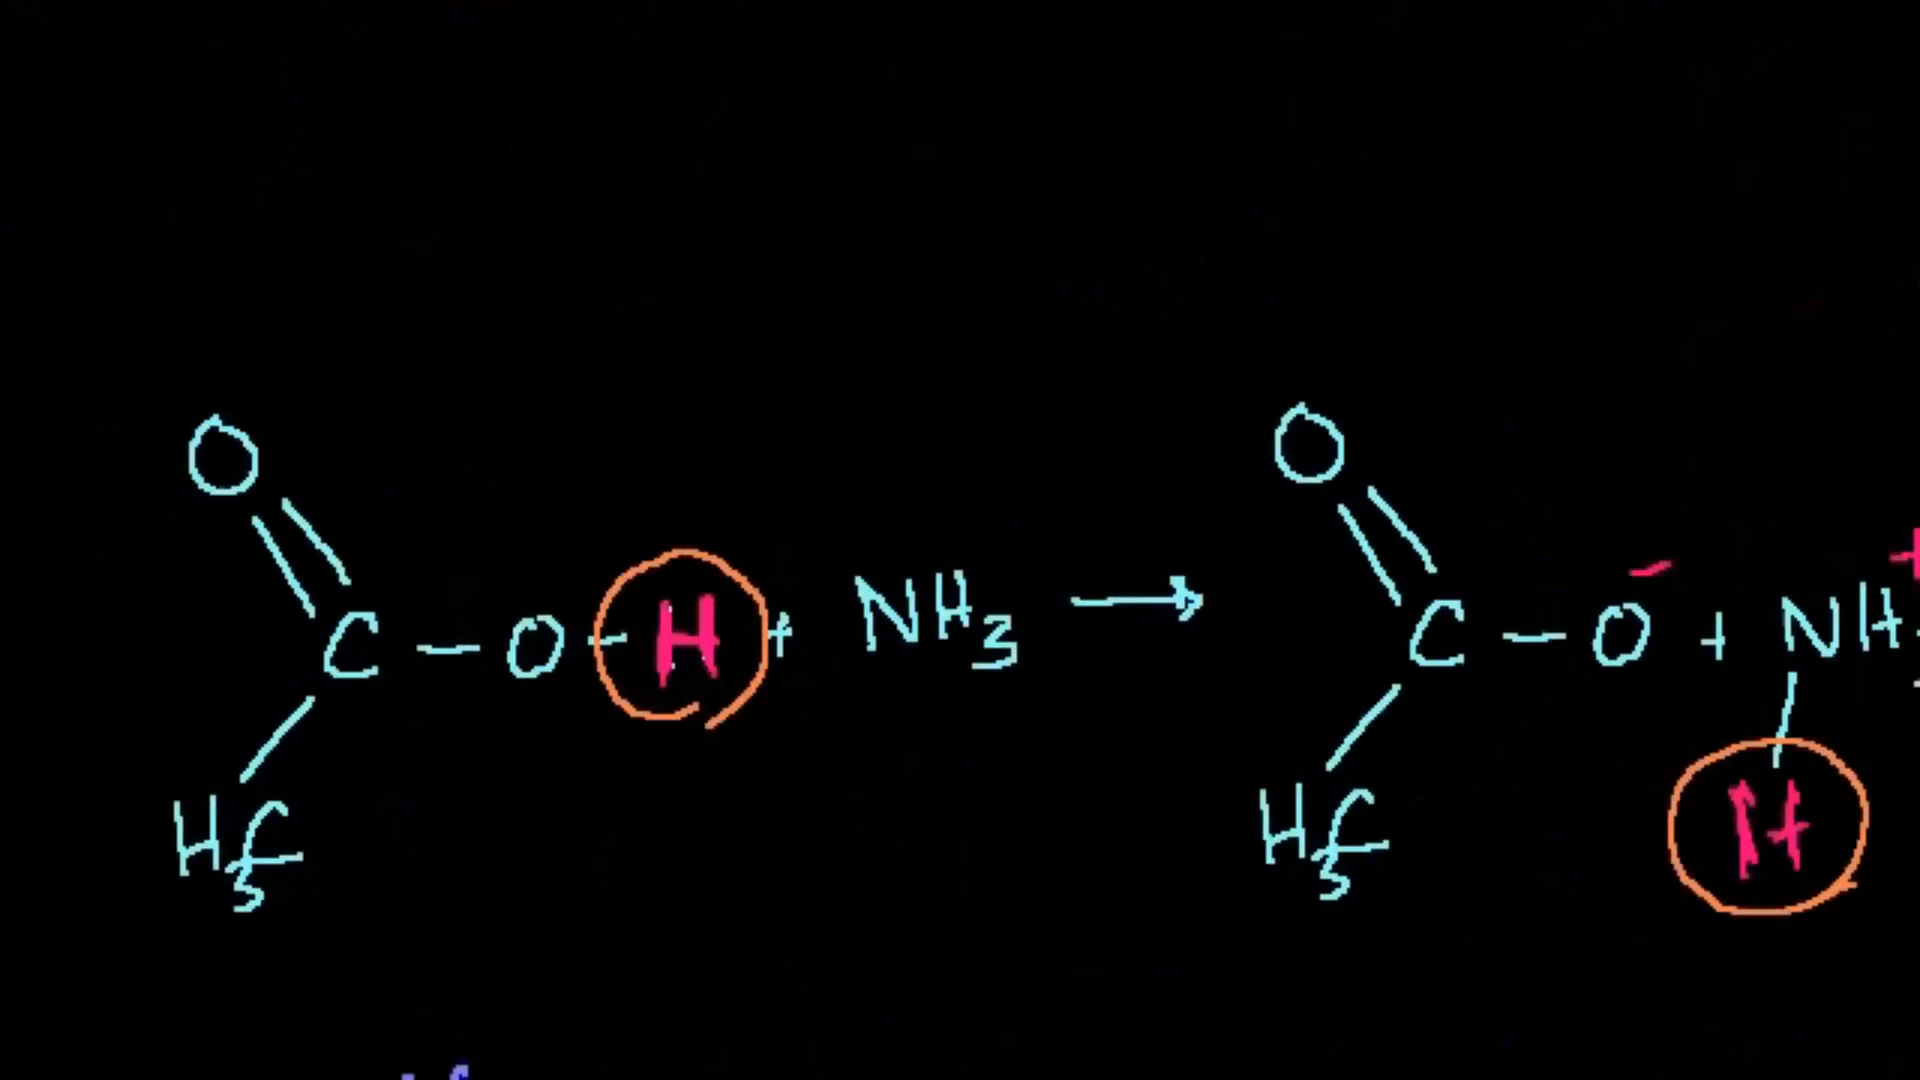 O O
C - O - H + NH3 → C - O⁻ + NH3⁺
H3C H3C H